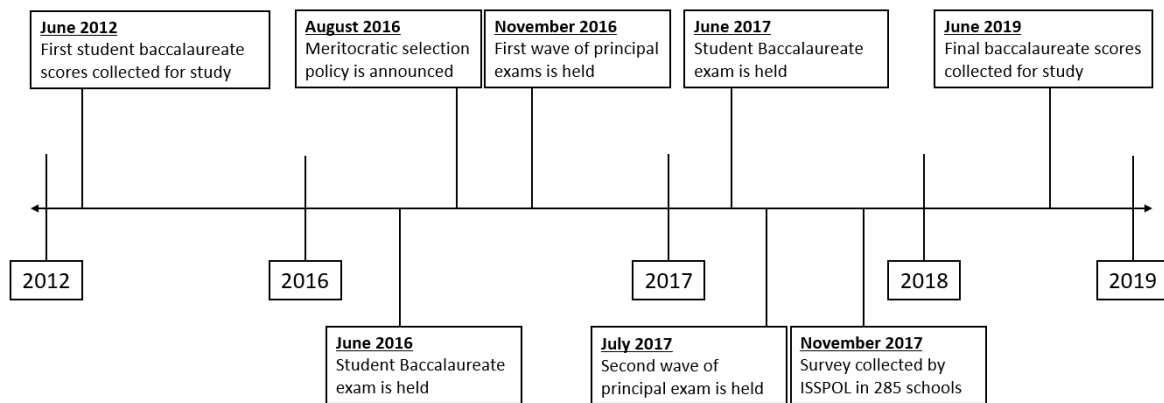 June 2012
First student baccalaureate
scores collected for study
August 2016
Meritocratic selection
policy is announced
November 2016
First wave of principal
exams is held
June 2017
Student Baccalaureate
exam is held
June 2019
Final baccalaureate scores
collected for study
2012
2016
2017
2018
2019
June 2016
Student Baccalaureate
exam is held
July 2017
Second wave of
principal exam is held
November 2017
Survey collected by
ISSPOL in 285 schools